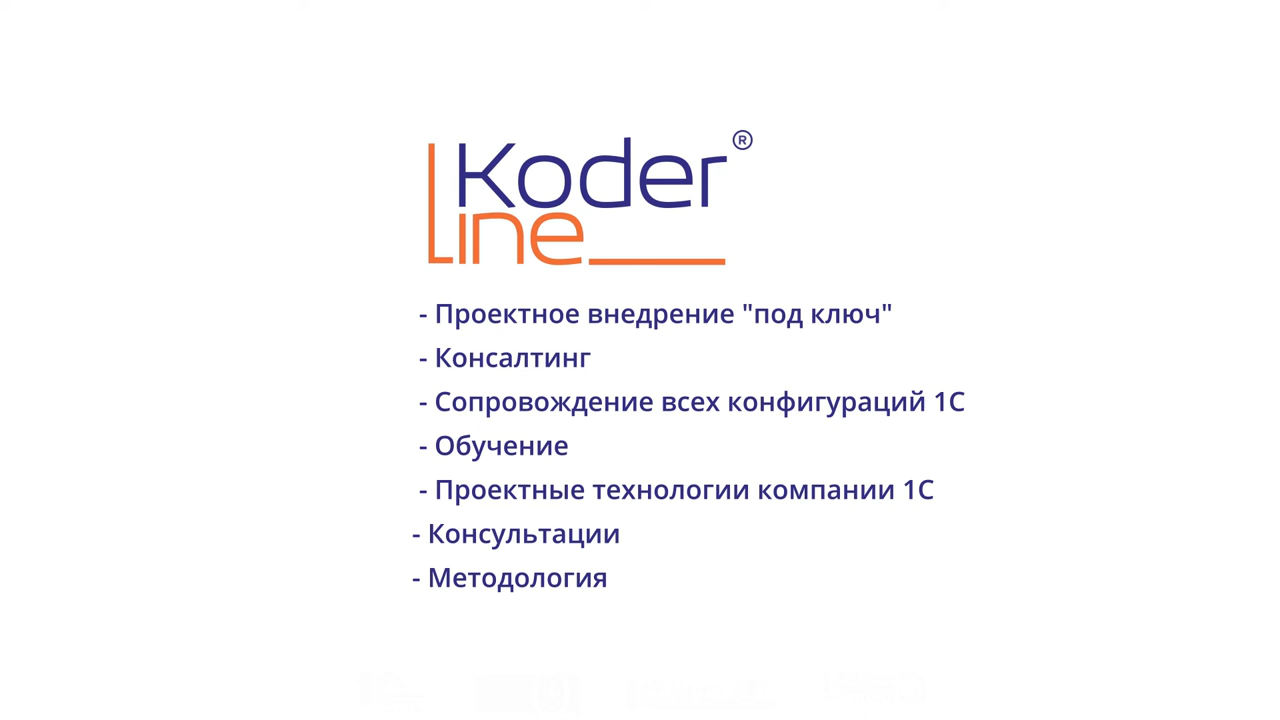 Koder®
Line
- Проектное внедрение "под ключ"
- Консалтинг
- Сопровождение всех конфигураций 1С
- Обучение
- Проектные технологии компании 1С
- Консультации
- Методология